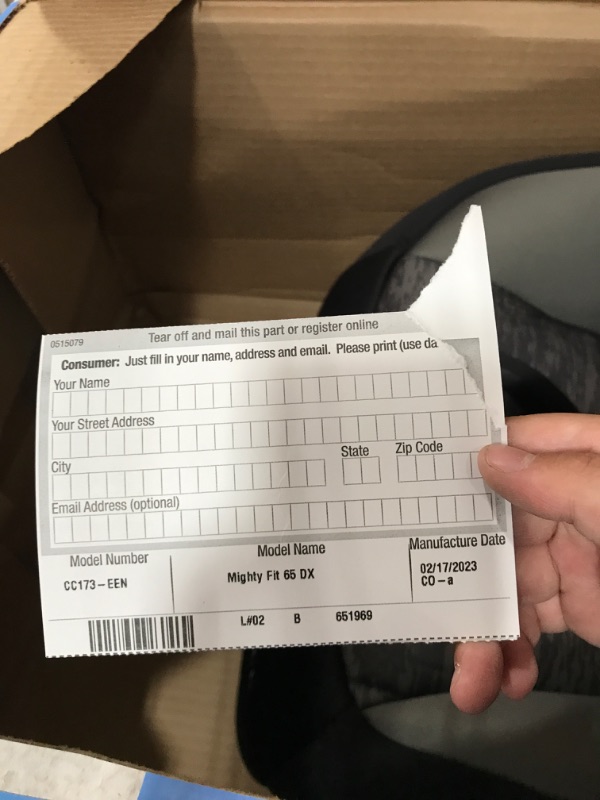 0515079
Tear off and mail this part or register online
Consumer: Just fill in your name, address and email. Please print (use da
Your Name
Your Street Address
City
State
Zip Code
Email Address (optional)
Model Number
Model Name
Manufacture Date
CC173-EEN
Mighty Fit 65 DX
02/17/2023
CO-a
L#02 B 651969